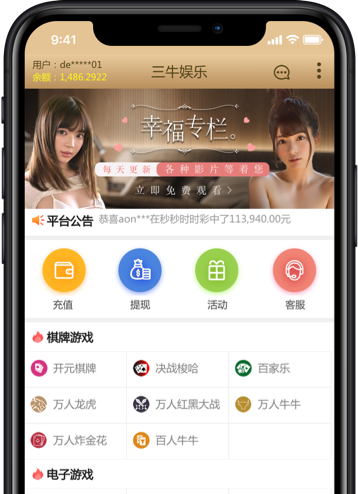 9:41
用户：de*****01
余额：1,486.2922
三牛娱乐
幸福专栏。
每天更新 各种影片等着您
立即免费观看 >
平台公告 恭喜aon***在秒秒时时彩中了113,940.00元
充值 提现 活动 客服
棋牌游戏
开元棋牌 决战梭哈 百家乐
万人龙虎 万人红黑大战 万人牛牛
万人炸金花 百人牛牛
电子游戏